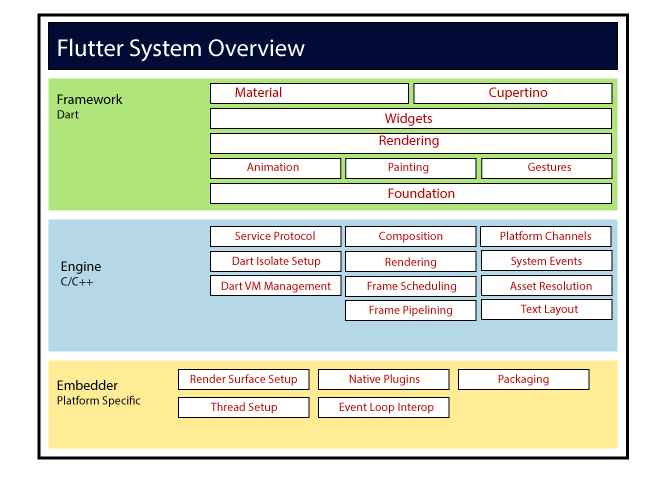 Flutter System Overview
Framework
Dart
Material Cupertino
Widgets
Rendering
Animation Painting Gestures
Foundation
Engine
C/C++
Service Protocol Composition Platform Channels
Dart Isolate Setup Rendering System Events
Dart VM Management Frame Scheduling Asset Resolution
Frame Pipelining Text Layout
Embedder
Platform Specific
Render Surface Setup Native Plugins Packaging
Thread Setup Event Loop Interop